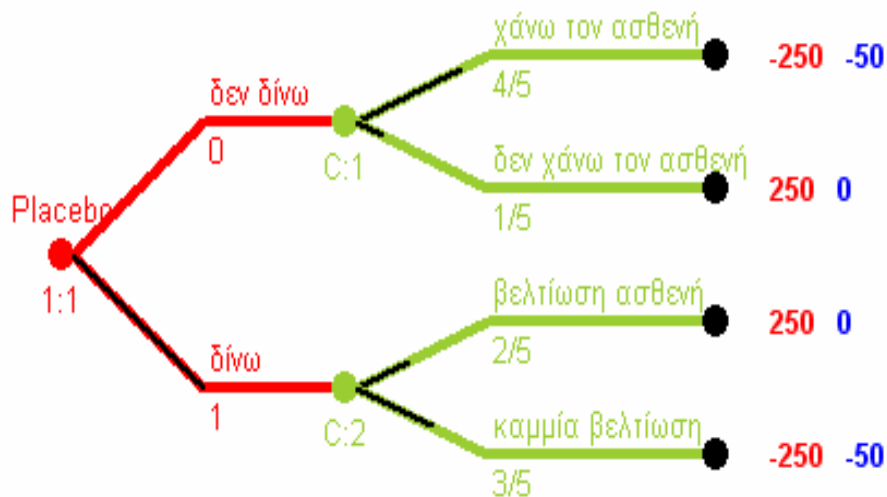 χάνω τον ασθενή
4/5
-250 -50
δεν δίνω
0
C:1
δεν χάνω τον ασθενή
1/5
250 0
Placebo
1:1
βελτίωση ασθενή
2/5
250 0
δίνω
1
C:2
καμμία βελτίωση
3/5
-250 -50